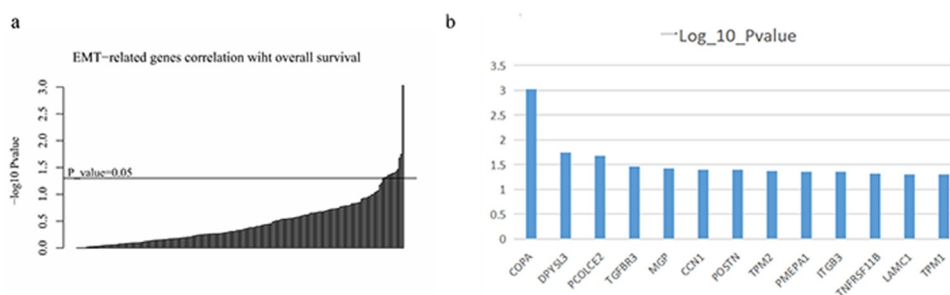 a
EMT-related genes correlation wiht overall survival
3.0
2.5
2.0
1.5
1.0
0.5
0.0
-log10 Pvalue
P_value=0.05
b
—Log_10_Pvalue
3.5
3
2.5
2
1.5
1
0.5
0
COPA
DPYSL3
PCOLCE2
TGFBR3
MGP
CCN1
POSTN
TPM2
PMEPA1
ITGB3
TNFRSF11B
LAMC1
TPM1